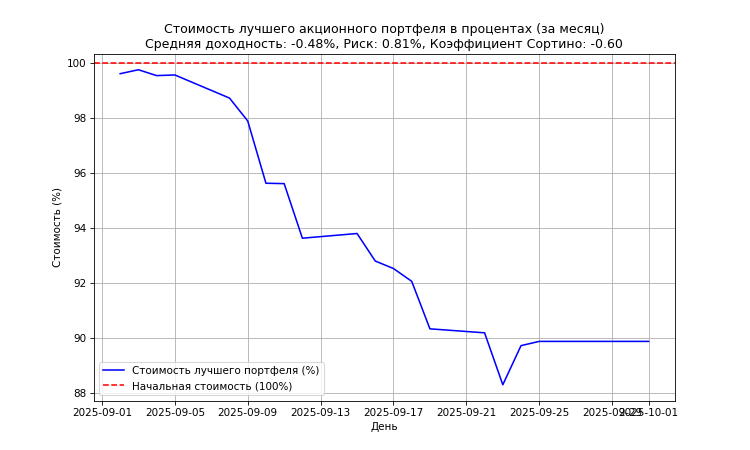 Стоимость лучшего акционного портфеля в процентах (за месяц)
Средняя доходность: -0.48%, Риск: 0.81%, Коэффициент Сортино: -0.60
Стоимость (%)
100
98
96
94
92
90
88
Стоимость лучшего портфеля (%)
Начальная стоимость (100%)
2025-09-01 2025-09-05 2025-09-09 2025-09-13 2025-09-17 2025-09-21 2025-09-25 2025-09-29 2025-10-01
День